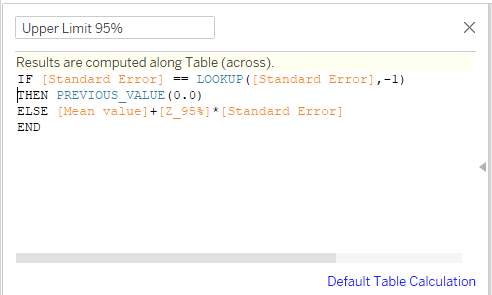 Upper Limit 95%
Results are computed along Table (across).
IF [Standard Error] == LOOKUP([Standard Error],-1)
THEN PREVIOUS_VALUE(0.0)
ELSE [Mean value]+[Z_95%]*[Standard Error]
END
Default Table Calculation